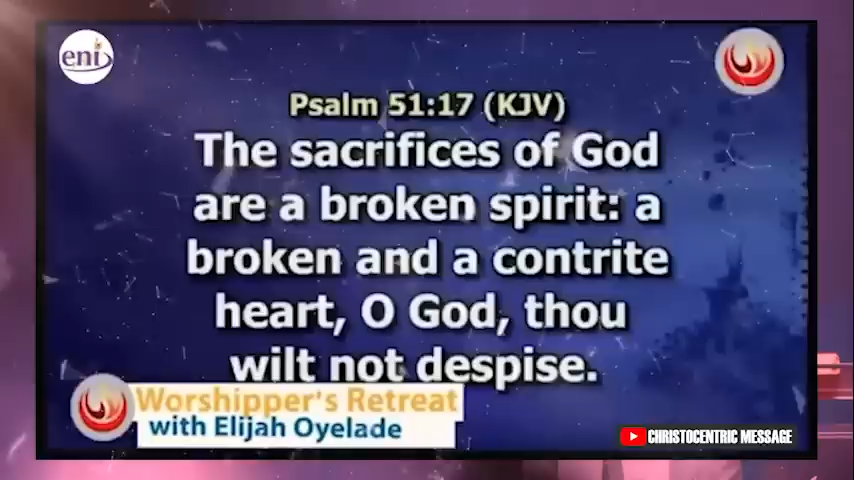 eni
Psalm 51:17 (KJV)
The sacrifices of God
are a broken spirit: a
broken and a contrite
heart, O God, thou
wilt not despise.
Worshipper's Retreat
with Elijah Oyelade
CHRISTOCENTRIC MESSAGE